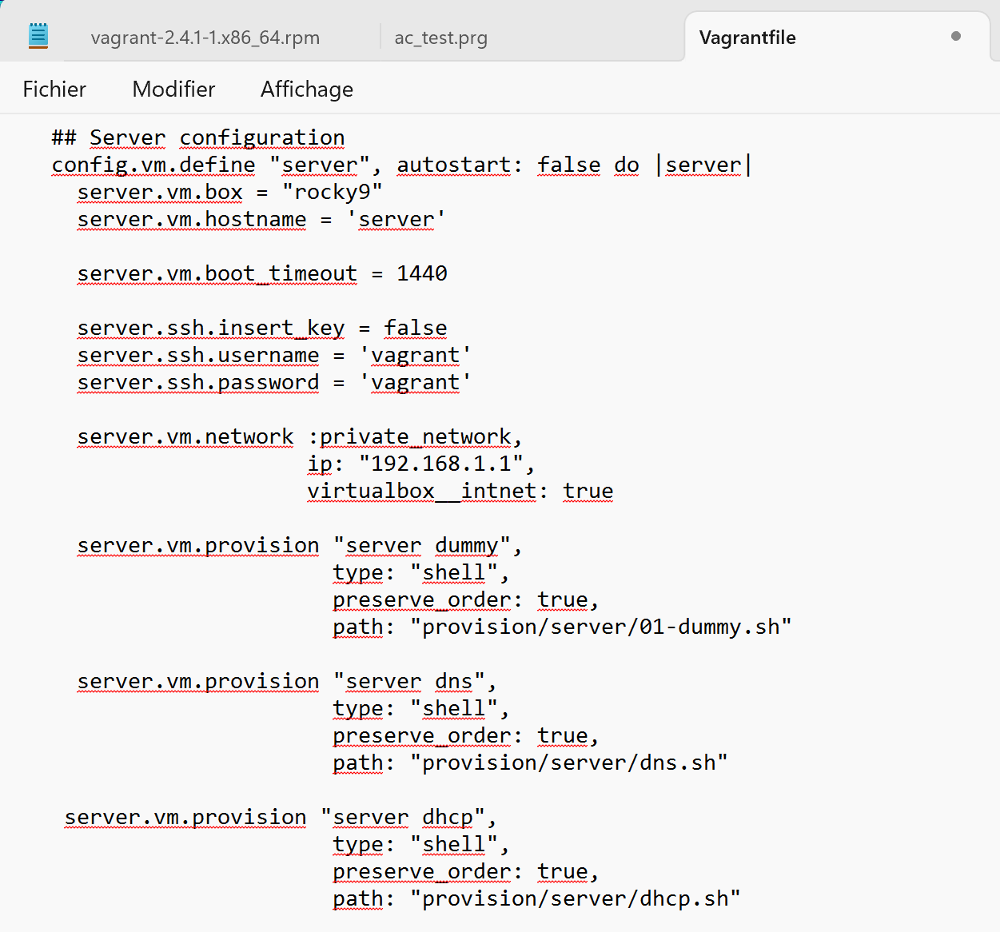 vagrant-2.4.1-1.x86_64.rpm ac_test.prg Vagrantfile
Fichier Modifier Affichage
## Server configuration
config.vm.define "server", autostart: false do |server|
  server.vm.box = "rocky9"
  server.vm.hostname = 'server'

  server.vm.boot_timeout = 1440

  server.ssh.insert_key = false
  server.ssh.username = 'vagrant'
  server.ssh.password = 'vagrant'

  server.vm.network :private_network,
                    ip: "192.168.1.1",
                    virtualbox__intnet: true

  server.vm.provision "server dummy",
                      type: "shell",
                      preserve_order: true,
                      path: "provision/server/01-dummy.sh"

  server.vm.provision "server dns",
                      type: "shell",
                      preserve_order: true,
                      path: "provision/server/dns.sh"

 server.vm.provision "server dhcp",
                      type: "shell",
                      preserve_order: true,
                      path: "provision/server/dhcp.sh"